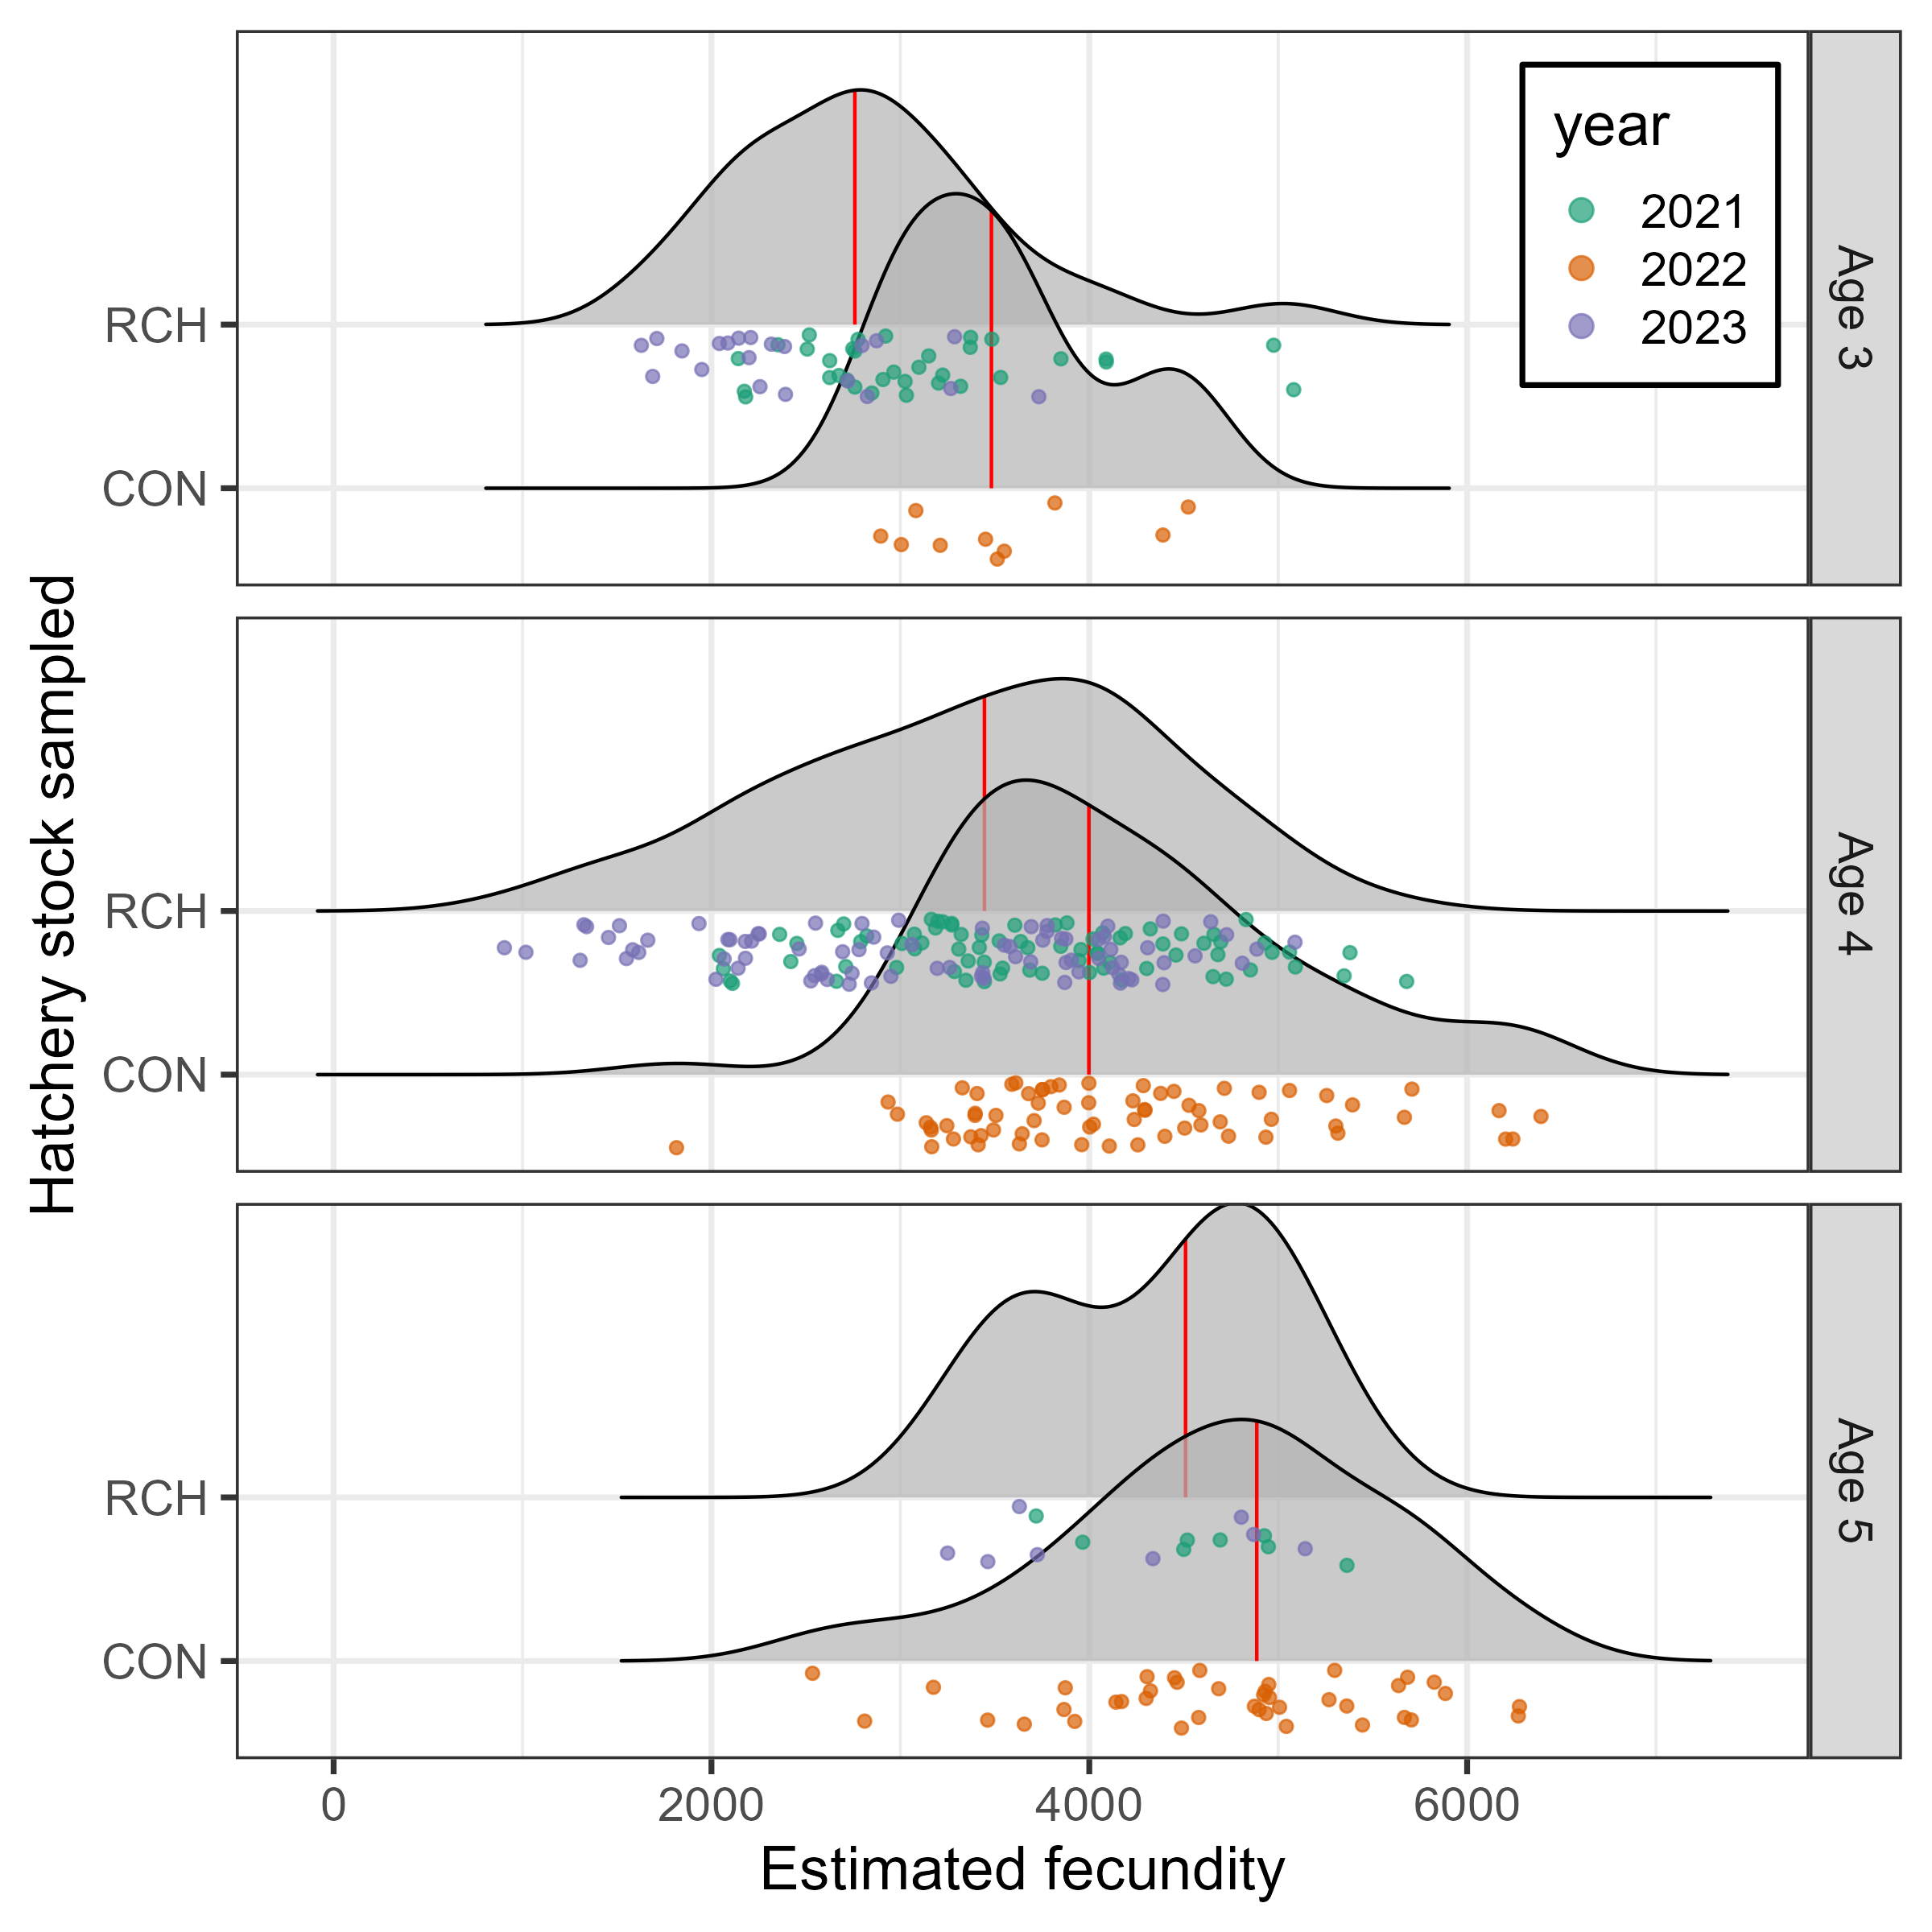 year
2021
2022
2023
RCH
CON
Age 3
Hatchery stock sampled
RCH
CON
Age 4
RCH
CON
Age 5
0 2000 4000 6000
Estimated fecundity